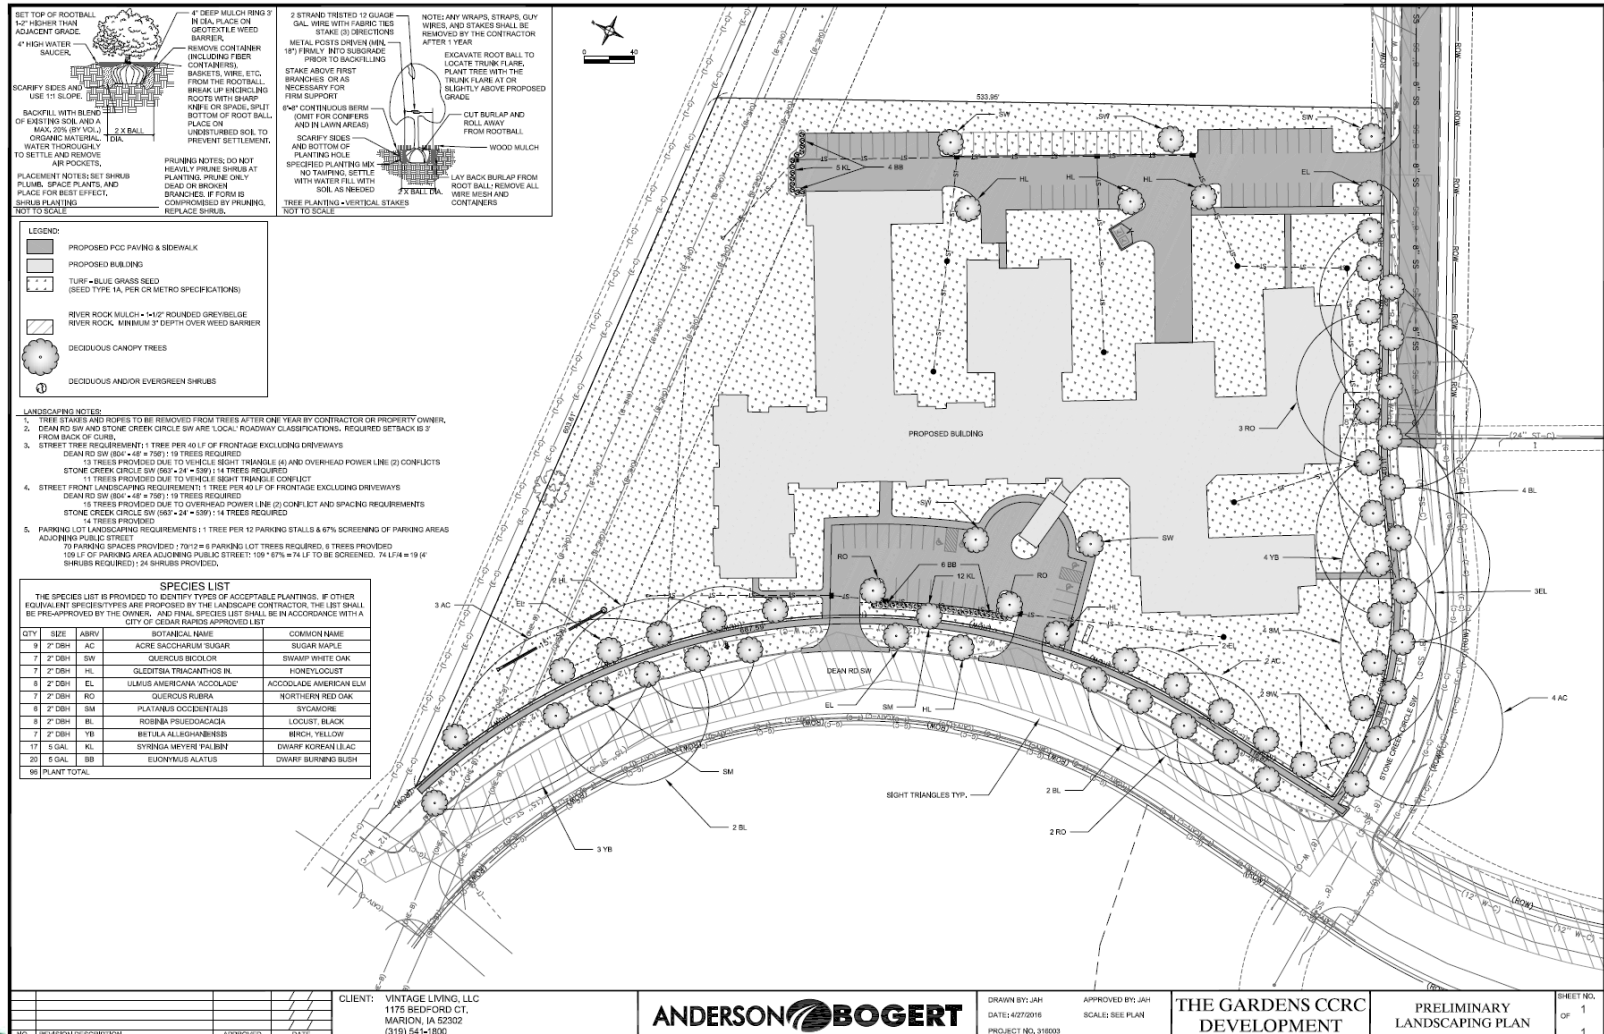 SET TOP OF ROOTBALL
1-2" HIGHER THAN
ADJACENT GRADE.
4" HIGH WATER
SAUCER.
SCARIFY SIDES AND
USE 1:1 SLOPE.
BACKFILL WITH BLEND
OF EXISTING SOIL AND A
MAX. 20% (BY VOL.)
ORGANIC MATERIAL.
WATER THOROUGHLY
TO SETTLE AND REMOVE
AIR POCKETS.
2 X BALL
DIA.
PLACEMENT NOTES: SET SHRUB
PLUMB. SPACE PLANTS, AND
PLACE FOR BEST EFFECT.
SHRUB PLANTING
NOT TO SCALE
4" DEEP MULCH RING 3'
IN DIA. PLACE ON
GEOTEXTILE WEED
BARRIER.
REMOVE CONTAINER
(INCLUDING FIBER
CONTAINERS),
BASKETS, WIRE, ETC.
FROM THE ROOTBALL.
BREAK UP ENCIRCLING
ROOTS WITH SHARP
KNIFE OR SPADE. SPLIT
BOTTOM OF ROOT BALL.
PLACE ON
UNDISTURBED SOIL TO
PREVENT SETTLEMENT.
PRUNING NOTES: DO NOT
HEAVILY PRUNE SHRUB AT
PLANTING. PRUNE ONLY
DEAD OR BROKEN
BRANCHES. IF FORM IS
COMPROMISED BY PRUNING,
REPLACE SHRUB.
2 STRAND TRISTED 12 GUAGE
GAL. WIRE WITH FABRIC TIES
STAKE (3) DIRECTIONS
METAL POSTS DRIVEN (MIN.
18") FIRMLY INTO SUBGRADE
PRIOR TO BACKFILLING
STAKE ABOVE FIRST
BRANCHES OR AS
NECESSARY FOR
FIRM SUPPORT
6"-8" CONTINUOUS BERM
(OMIT FOR CONIFERS
AND IN LAWN AREAS)
SCARIFY SIDES
AND BOTTOM OF
PLANTING HOLE
SPECIFIED PLANTING MIX
NO TAMPING, SETTLE
WITH WATER FILL WITH
SOIL AS NEEDED
TREE PLANTING - VERTICAL STAKES
NOT TO SCALE
2 X BALL DIA.
NOTE: ANY WRAPS, STRAPS, GUY
WIRES, AND STAKES SHALL BE
REMOVED BY THE CONTRACTOR
AFTER 1 YEAR
EXCAVATE ROOT BALL TO
LOCATE TRUNK FLARE.
PLANT TREE WITH THE
TRUNK FLARE AT OR
SLIGHTLY ABOVE PROPOSED
GRADE
CUT BURLAP AND
ROLL AWAY
FROM ROOTBALL
WOOD MULCH
LAY BACK BURLAP FROM
ROOT BALL; REMOVE ALL
WIRE MESH AND
CONTAINERS
0 40
LEGEND:
PROPOSED PCC PAVING & SIDEWALK
PROPOSED BUILDING
TURF - BLUE GRASS SEED
(SEED TYPE 1A, PER CR METRO SPECIFICATIONS)
RIVER ROCK MULCH - 1-1/2" ROUNDED GREY/BEIGE
RIVER ROCK. MINIMUM 3" DEPTH OVER WEED BARRIER
DECIDUOUS CANOPY TREES
DECIDUOUS AND/OR EVERGREEN SHRUBS
LANDSCAPING NOTES:
1. TREE STAKES AND ROPES TO BE REMOVED FROM TREES AFTER ONE YEAR BY CONTRACTOR OR PROPERTY OWNER.
2. DEAN RD SW AND STONE CREEK CIRCLE SW ARE 'LOCAL' ROADWAY CLASSIFICATIONS. REQUIRED SETBACK IS 3'
FROM BACK OF CURB.
3. STREET TREE REQUIREMENT: 1 TREE PER 40 LF OF FRONTAGE EXCLUDING DRIVEWAYS
DEAN RD SW (804' - 48' = 756') : 19 TREES REQUIRED
13 TREES PROVIDED DUE TO VEHICLE SIGHT TRIANGLE (4) AND OVERHEAD POWER LINE (2) CONFLICTS
STONE CREEK CIRCLE SW (563' - 24' = 539') : 14 TREES REQUIRED
11 TREES PROVIDED DUE TO VEHICLE SIGHT TRIANGLE CONFLICT
4. STREET FRONT LANDSCAPING REQUIREMENT: 1 TREE PER 40 LF OF FRONTAGE EXCLUDING DRIVEWAYS
DEAN RD SW (804' - 48' = 756') : 19 TREES REQUIRED
15 TREES PROVIDED DUE TO OVERHEAD POWER LINE (2) CONFLICT AND SPACING REQUIREMENTS
STONE CREEK CIRCLE SW (563' - 24' = 539') : 14 TREES REQUIRED
14 TREES PROVIDED
5. PARKING LOT LANDSCAPING REQUIREMENTS : 1 TREE PER 12 PARKING STALLS & 67% SCREENING OF PARKING AREAS
ADJOINING PUBLIC STREET
70 PARKING SPACES PROVIDED : 70/12 = 6 PARKING LOT TREES REQUIRED, 6 TREES PROVIDED
109 LF OF PARKING AREA ADJOINING PUBLIC STREET: 109 * 67% = 74 LF TO BE SCREENED. 74 LF/4 = 19 (4'
SHRUBS REQUIRED) : 24 SHRUBS PROVIDED.
SPECIES LIST
THE SPECIES LIST IS PROVIDED TO IDENTIFY TYPES OF ACCEPTABLE PLANTINGS. IF OTHER
EQUIVALENT SPECIES/TYPES ARE PROPOSED BY THE LANDSCAPE CONTRACTOR, THE LIST SHALL
BE PRE-APPROVED BY THE OWNER, AND FINAL SPECIES LIST SHALL BE IN ACCORDANCE WITH A
CITY OF CEDAR RAPIDS APPROVED LIST
QTY SIZE ABRV BOTANICAL NAME COMMON NAME
9 2" DBH AC ACRE SACCHARUM 'SUGAR' SUGAR MAPLE
7 2" DBH SW QUERCUS BICOLOR SWAMP WHITE OAK
7 2" DBH HL GLEDITSIA TRIACANTHOS IN. HONEYLOCUST
8 2" DBH EL ULMUS AMERICANA 'ACCOLADE' ACCODLADE AMERICAN ELM
7 2" DBH RO QUERCUS RUBRA NORTHERN RED OAK
6 2" DBH SM PLATANUS OCCIDENTALIS SYCAMORE
8 2" DBH BL ROBINIA PSUEDOACACIA LOCUST, BLACK
7 2" DBH YB BETULA ALLEGHANIENSIS BIRCH, YELLOW
17 5 GAL KL SYRINGA MEYERI 'PALIBIN' DWARF KOREAN LILAC
20 5 GAL BB EUONYMUS ALATUS DWARF BURNING BUSH
96 PLANT TOTAL
533.95'
SW
SW
SW
5 KL
4 BB
HL
HL
HL
EL
603.61'
PROPOSED BUILDING
3 RO
(24" ST-C)
4 BL
SW
SW
4 YB
RO
6 BB
12 KL
RO
2 HL
3 AC
EL
HL
3EL
4 SM
2 EL
2 AC
2 SW
667.59'
DEAN RD SW
EL
SM
HL
4 AC
STONE CREEK CIRCLE SW
SM
SIGHT TRIANGLES TYP.
2 BL
2 BL
2 RO
3 YB
(12" W-C)
(ROW)
(12" W-C)
NO. REVISION DESCRIPTION APPROVED DATE
CLIENT: VINTAGE LIVING, LLC
1175 BEDFORD CT,
MARION, IA 52302
(319) 541-1800
ANDERSON BOGERT
DRAWN BY: JAH APPROVED BY: JAH
DATE: 4/27/2016 SCALE: SEE PLAN
PROJECT NO. 316003
THE GARDENS CCRC
DEVELOPMENT
PRELIMINARY
LANDSCAPING PLAN
SHEET NO.
1
OF
1